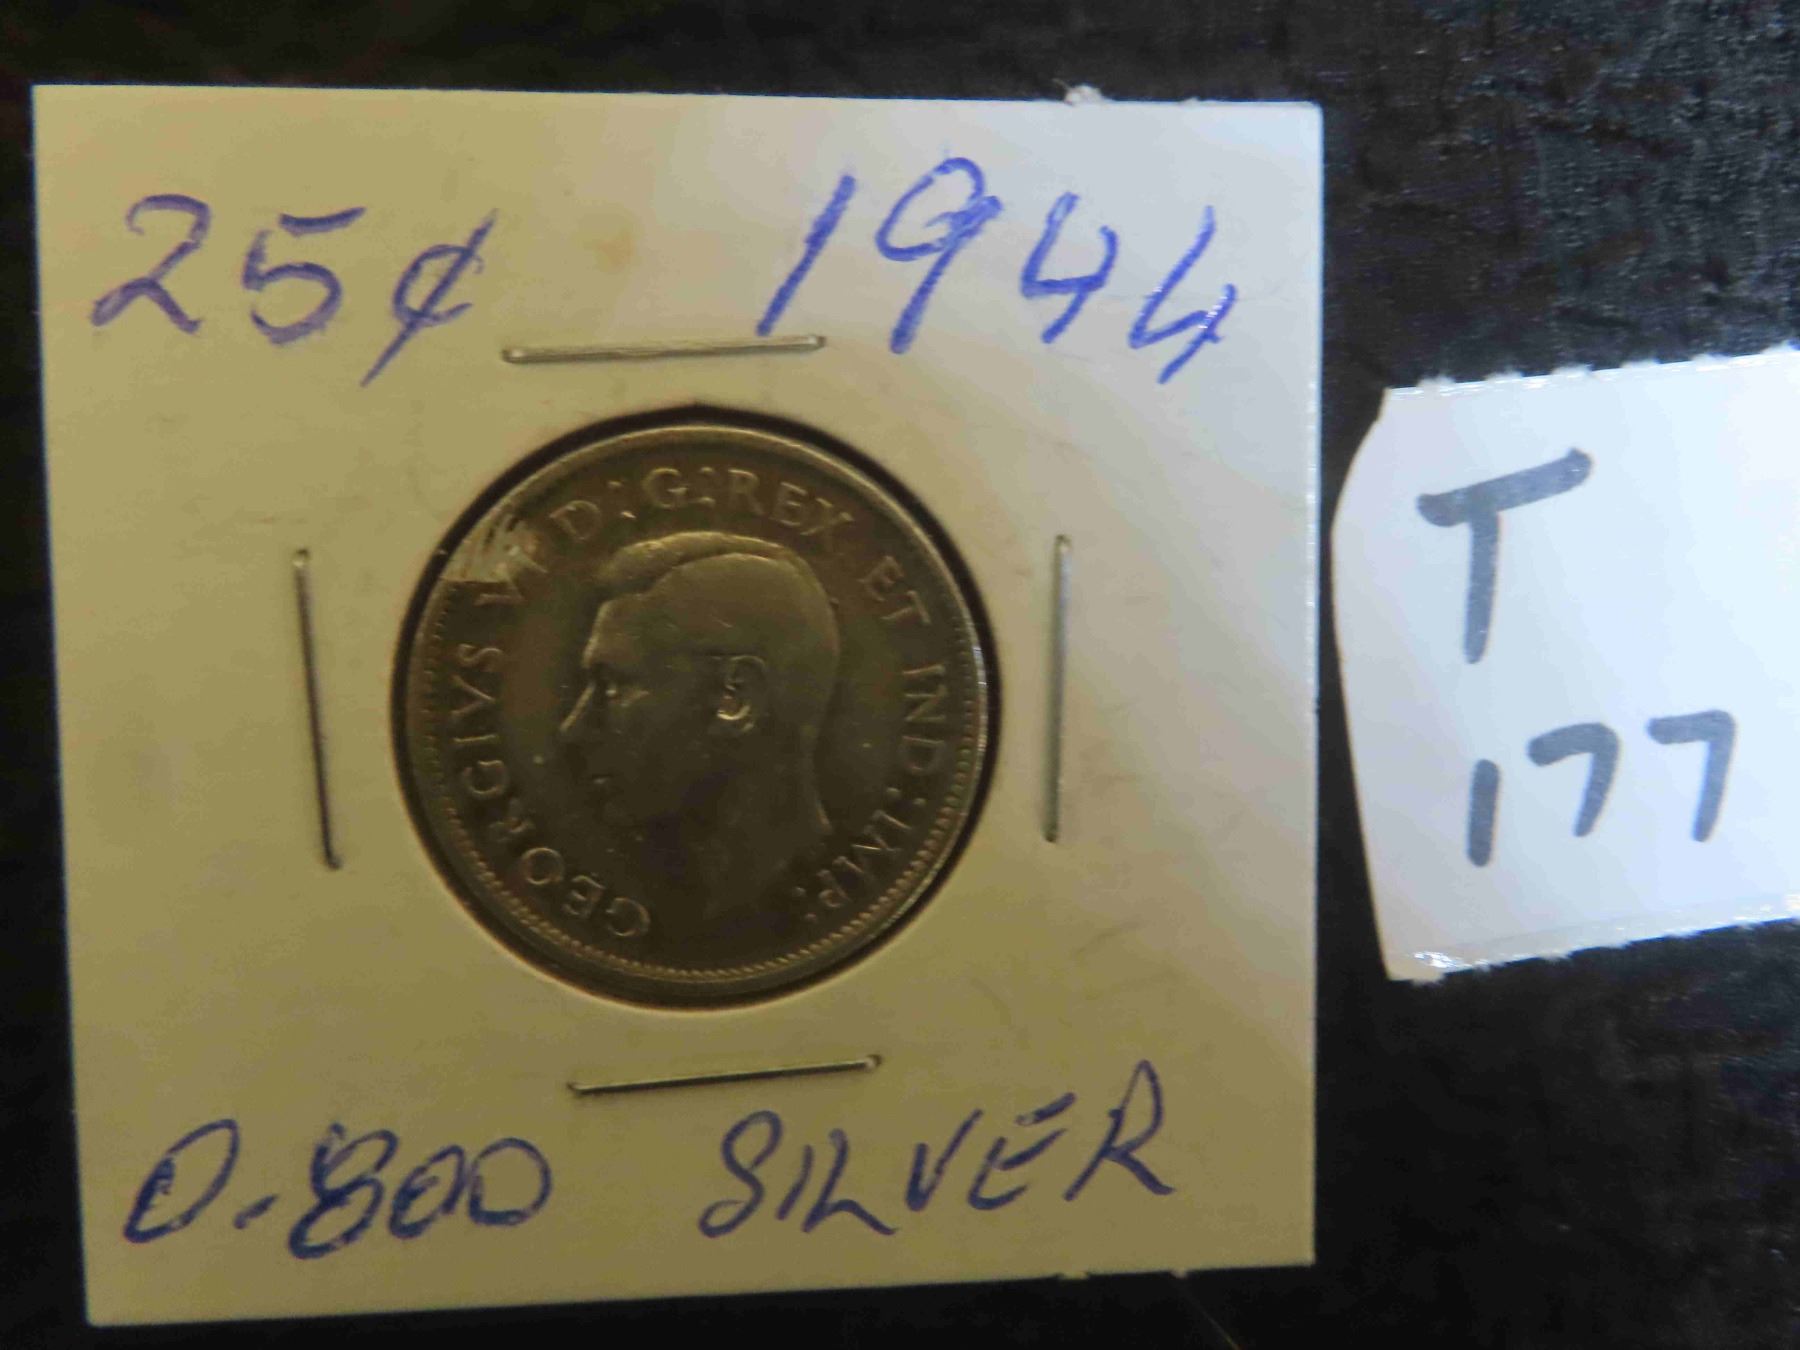 25¢ 1944
GEORGIVS VI D:G:REX ET IND:IMP:
0.800 SILVER
T
177